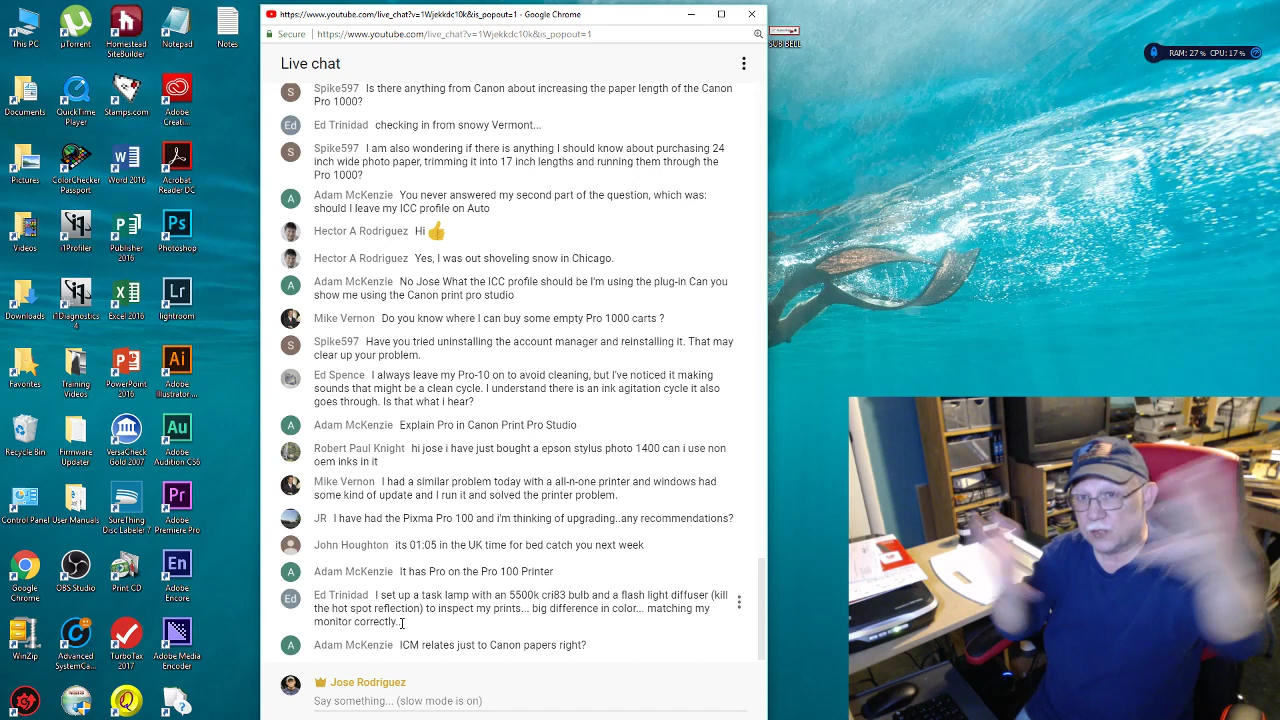 https://www.youtube.com/live_chat?v=1Wjekkdc10k&is_popout=1 - Google Chrome
Secure
https://www.youtube.com/live_chat?v=1Wjekkdc10k&is_popout=1
Live chat
Spike597 Is there anything from Canon about increasing the paper length of the Canon
Pro 1000?
Ed
Ed Trinidad checking in from snowy Vermont...
S
Spike597 I am also wondering if there is anything I should know about purchasing 24
inch wide photo paper, trimming it into 17 inch lengths and running them through the
Pro 1000?
A
Adam McKenzie You never answered my second part of the question, which was:
should I leave my ICC profile on Auto
Hector A Rodriguez Hi 👍
Hector A Rodriguez Yes, I was out shoveling snow in Chicago.
A
Adam McKenzie No Jose What the ICC profile should be I'm using the plug-in Can you
show me using the Canon print pro studio
Mike Vernon Do you know where I can buy some empty Pro 1000 carts ?
S
Spike597 Have you tried uninstalling the account manager and reinstalling it. That may
clear up your problem.
Ed Spence I always leave my Pro-10 on to avoid cleaning, but I've noticed it making
sounds that might be a clean cycle. I understand there is an ink agitation cycle it also
goes through. Is that what i hear?
A
Adam McKenzie Explain Pro in Canon Print Pro Studio
Robert Paul Knight hi jose i have just bought a epson stylus photo 1400 can i use non
oem inks in it
Mike Vernon I had a similar problem today with a all-n-one printer and windows had
some kind of update and I run it and solved the printer problem.
JR I have had the Pixma Pro 100 and i'm thinking of upgrading..any recommendations?
John Houghton its 01:05 in the UK time for bed catch you next week
A
Adam McKenzie It has Pro on the Pro 100 Printer
Ed
Ed Trinidad I set up a task lamp with an 5500k cri83 bulb and a flash light diffuser (kill
the hot spot reflection) to inspect my prints... big difference in color... matching my
monitor correctly..
A
Adam McKenzie ICM relates just to Canon papers right?
Jose Rodriguez
Say something... (slow mode is on)
This PC
µTorrent
Homestead SiteBuilder
Notepad
Notes
Documents
QuickTime Player
Stamps.com
Adobe Creati...
Pictures
ColorChecker Passport
Word 2016
Acrobat Reader DC
Videos
i1Profiler
Publisher 2016
Photoshop
Downloads
i1Diagnostics 4
Excel 2016
lightroom
Favorites
Training Videos
PowerPoint 2016
Adobe Illustrator ...
Recycle Bin
Firmware Updater
VersaCheck Gold 2007
Adobe Audition CS6
Control Panel
User Manuals
SureThing Disc Labeler 7
Adobe Premiere Pro
Google Chrome
OBS Studio
Print CD
Adobe Encore
WinZip
Advanced SystemCa...
TurboTax 2017
Adobe Media Encoder
SUB BELL
RAM: 27 % CPU: 17 %